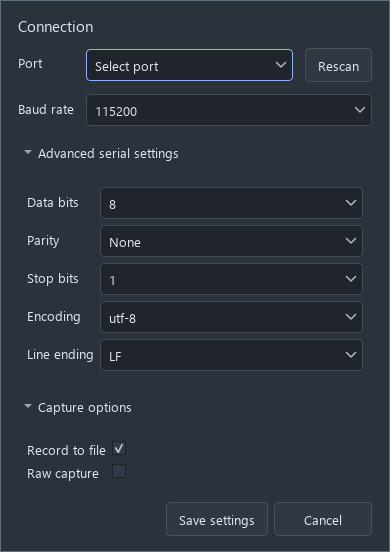 Connection
Port Select port Rescan
Baud rate 115200
Advanced serial settings
Data bits 8
Parity None
Stop bits 1
Encoding utf-8
Line ending LF
Capture options
Record to file
Raw capture
Save settings Cancel